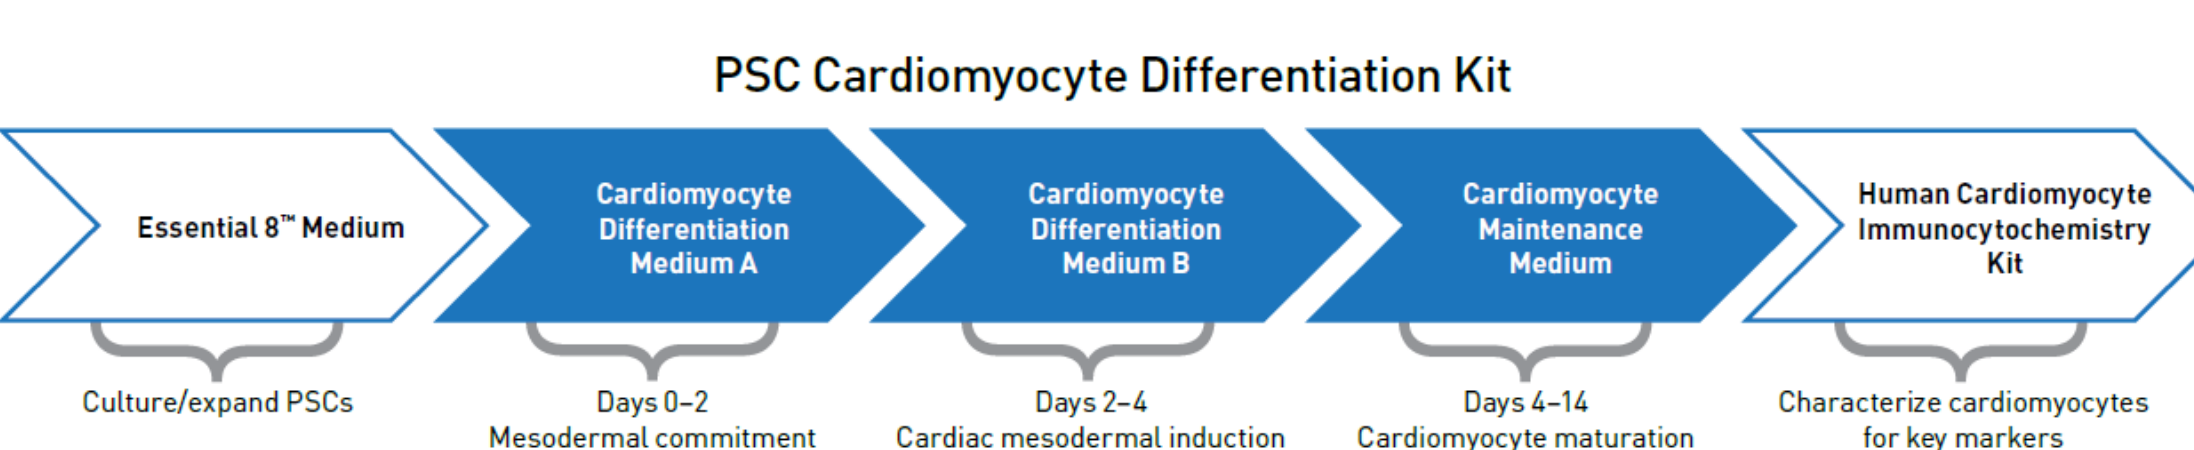 PSC Cardiomyocyte Differentiation Kit
Essential 8™ Medium
Cardiomyocyte
Differentiation
Medium A
Cardiomyocyte
Differentiation
Medium B
Cardiomyocyte
Maintenance
Medium
Human Cardiomyocyte
Immunocytochemistry
Kit
Culture/expand PSCs
Days 0–2
Mesodermal commitment
Days 2–4
Cardiac mesodermal induction
Days 4–14
Cardiomyocyte maturation
Characterize cardiomyocytes
for key markers